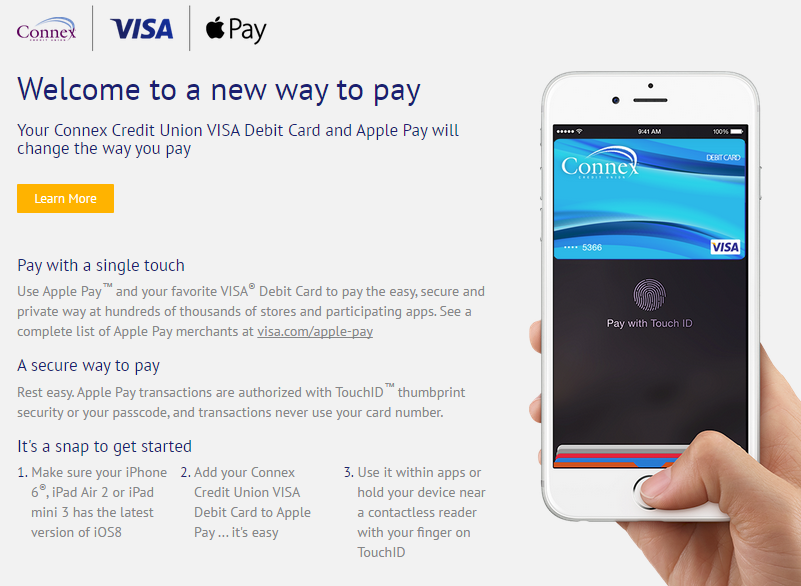 Connex
CREDIT UNION
VISA
Pay
Welcome to a new way to pay
Your Connex Credit Union VISA Debit Card and Apple Pay will
change the way you pay
Learn More
Pay with a single touch
Use Apple Pay™ and your favorite VISA® Debit Card to pay the easy, secure and
private way at hundreds of thousands of stores and participating apps. See a
complete list of Apple Pay merchants at visa.com/apple-pay
A secure way to pay
Rest easy. Apple Pay transactions are authorized with TouchID™ thumbprint
security or your passcode, and transactions never use your card number.
It's a snap to get started
1. Make sure your iPhone
6®, iPad Air 2 or iPad
mini 3 has the latest
version of iOS8
2. Add your Connex
Credit Union VISA
Debit Card to Apple
Pay ... it's easy
3. Use it within apps or
hold your device near
a contactless reader
with your finger on
TouchID
9:41 AM
100%
Connex
CREDIT UNION
DEBIT CARD
•••• 5366
VISA
Pay with Touch ID